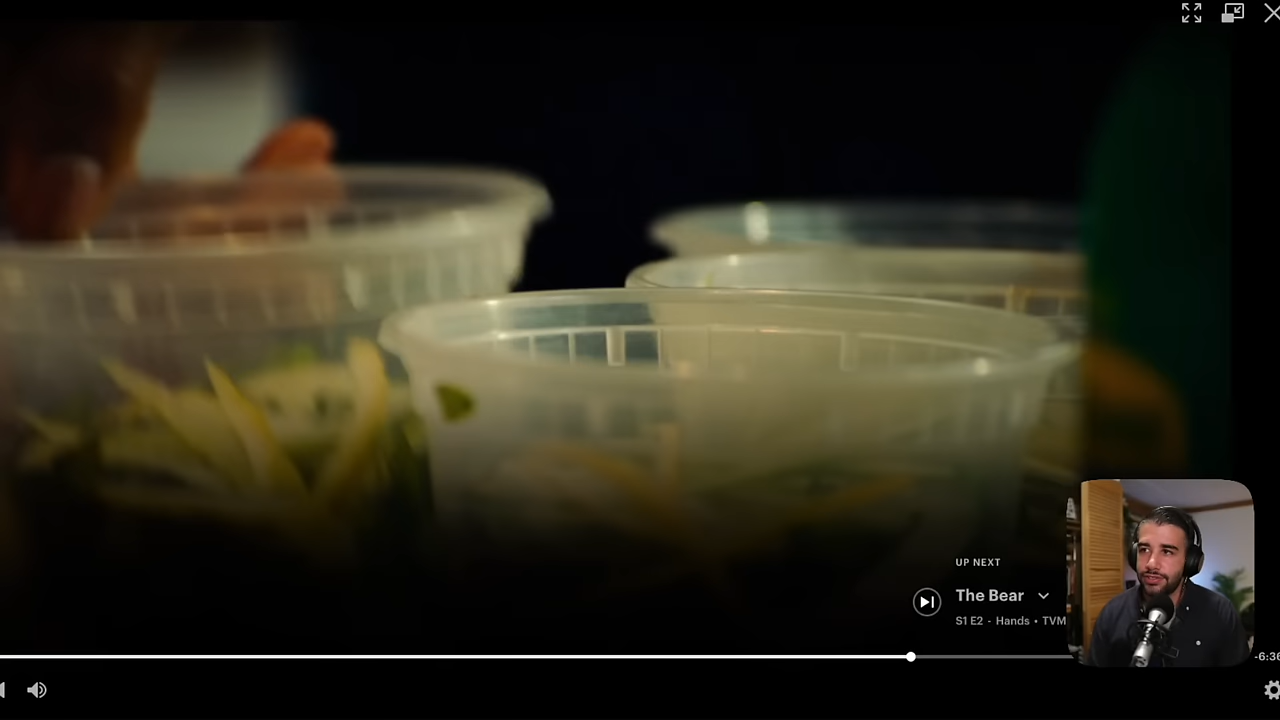 UP NEXT
The Bear
S1 E2 - Hands • TVM
-6:36